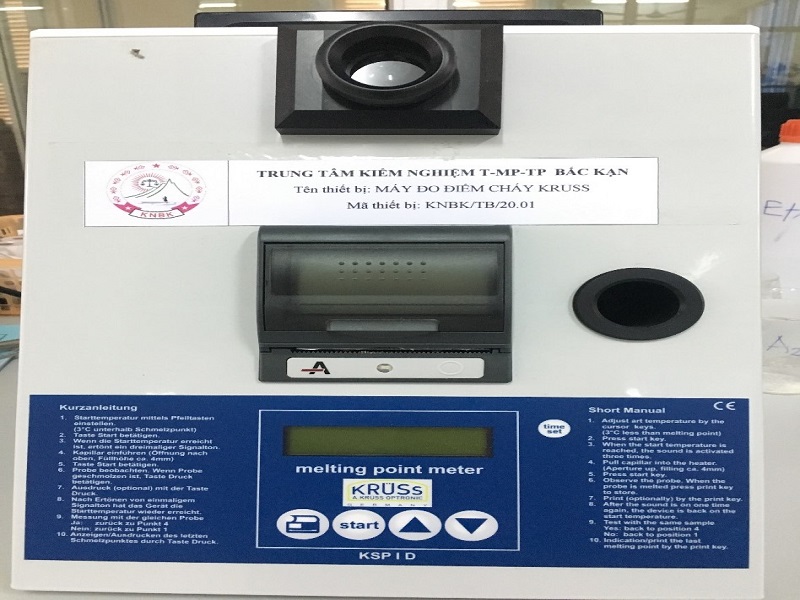 TRUNG TÂM KIỂM NGHIỆM T-MP-TP BẮC KẠN
Tên thiết bị: MÁY ĐO ĐIỂM CHẢY KRUSS
Mã thiết bị: KNBK/TB/20.01
KNBK
A
Kurzanleitung
1. Starttemperatur mittels Pfeiltasten
einstellen.
(3°C unterhalb Schmelzpunkt)
2. Taste Start betätigen.
3. Wenn die Starttemperatur erreicht
ist, ertönt ein dreimaliger Signalton.
4. Kapillar einführen (Öffnung nach
oben, Füllhöhe ca. 4mm)
5. Taste Start betätigen.
6. Probe beobachten. Wenn Probe
geschmolzen ist, Taste Druck
betätigen.
7. Ausdruck (optional) mit der Taste
Druck.
8. Nach Ertönen von einmaligem
Signalton hat das Gerät die
Starttemperatur wieder erreicht.
9. Messung mit der gleichen Probe
Ja: zurück zu Punkt 4
Nein: zurück zu Punkt 1
10. Anzeigen/Ausdrucken des letzten
Schmelzpunktes durch Taste Druck.
melting point meter
KRÜSS
A.KRÜSS OPTRONIC
GERMANY
start
KSP I D
time
set
CE
Short Manual
1. Adjust art temperature by the
cursor keys.
(3°C less than melting point)
2. Press start key.
3. When the start temperature is
reached, the sound is activated
three times.
4. Pull capillar into the heater.
(Aperture up, filling ca. 4mm)
5. Press start key.
6. Observe the probe. When the
probe is melted press print key
to store.
7. Print (optionally) by the print key.
8. After the sound is on one time
again, the device is back on the
start temperature.
9. Test with the same sample
Yes: back to position 4
No: back to position 1
10. Indication/print the last
melting point by the print key.